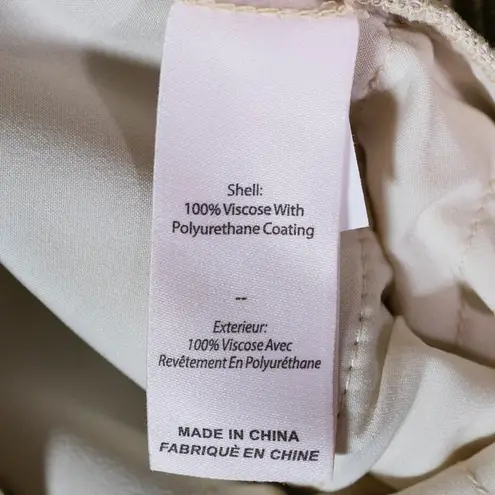 Shell:
100% Viscose With
Polyurethane Coating
--
Exterieur:
100% Viscose Avec
Revêtement En Polyuréthane
MADE IN CHINA
FABRIQUÈ EN CHINE